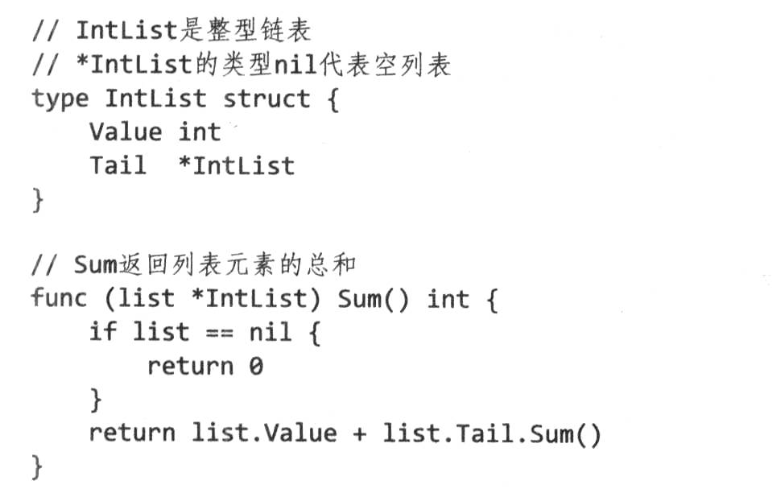 // IntList是整型链表
// *IntList的类型nil代表空列表
type IntList struct {
    Value int
    Tail  *IntList
}

// Sum返回列表元素的总和
func (list *IntList) Sum() int {
    if list == nil {
        return 0
    }
    return list.Value + list.Tail.Sum()
}